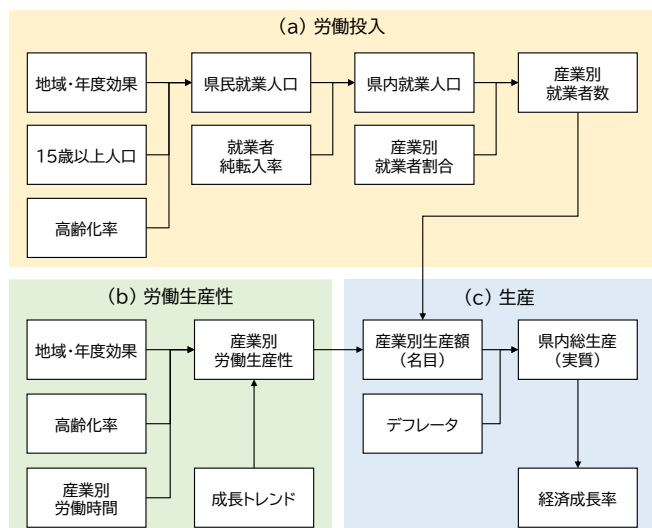 (a) 労働投入
地域・年度効果
県民就業人口
県内就業人口
産業別
就業者数
15歳以上人口
就業者
純転入率
産業別
就業者割合
高齢化率
(b) 労働生産性
地域・年度効果
産業別
労働生産性
高齢化率
産業別
労働時間
成長トレンド
(c) 生産
産業別生産額
(名目)
県内総生産
(実質)
デフレータ
経済成長率